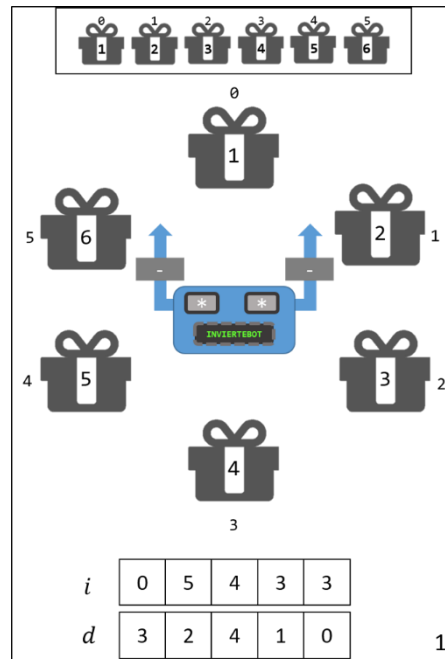 0 1 2 3 4 5
1 2 3 4 5 6
0
1
6 2
5 1
- -
* *
INVIERTEBOT
5 3
4 2
4
3
i 0 5 4 3 3
d 3 2 4 1 0
1